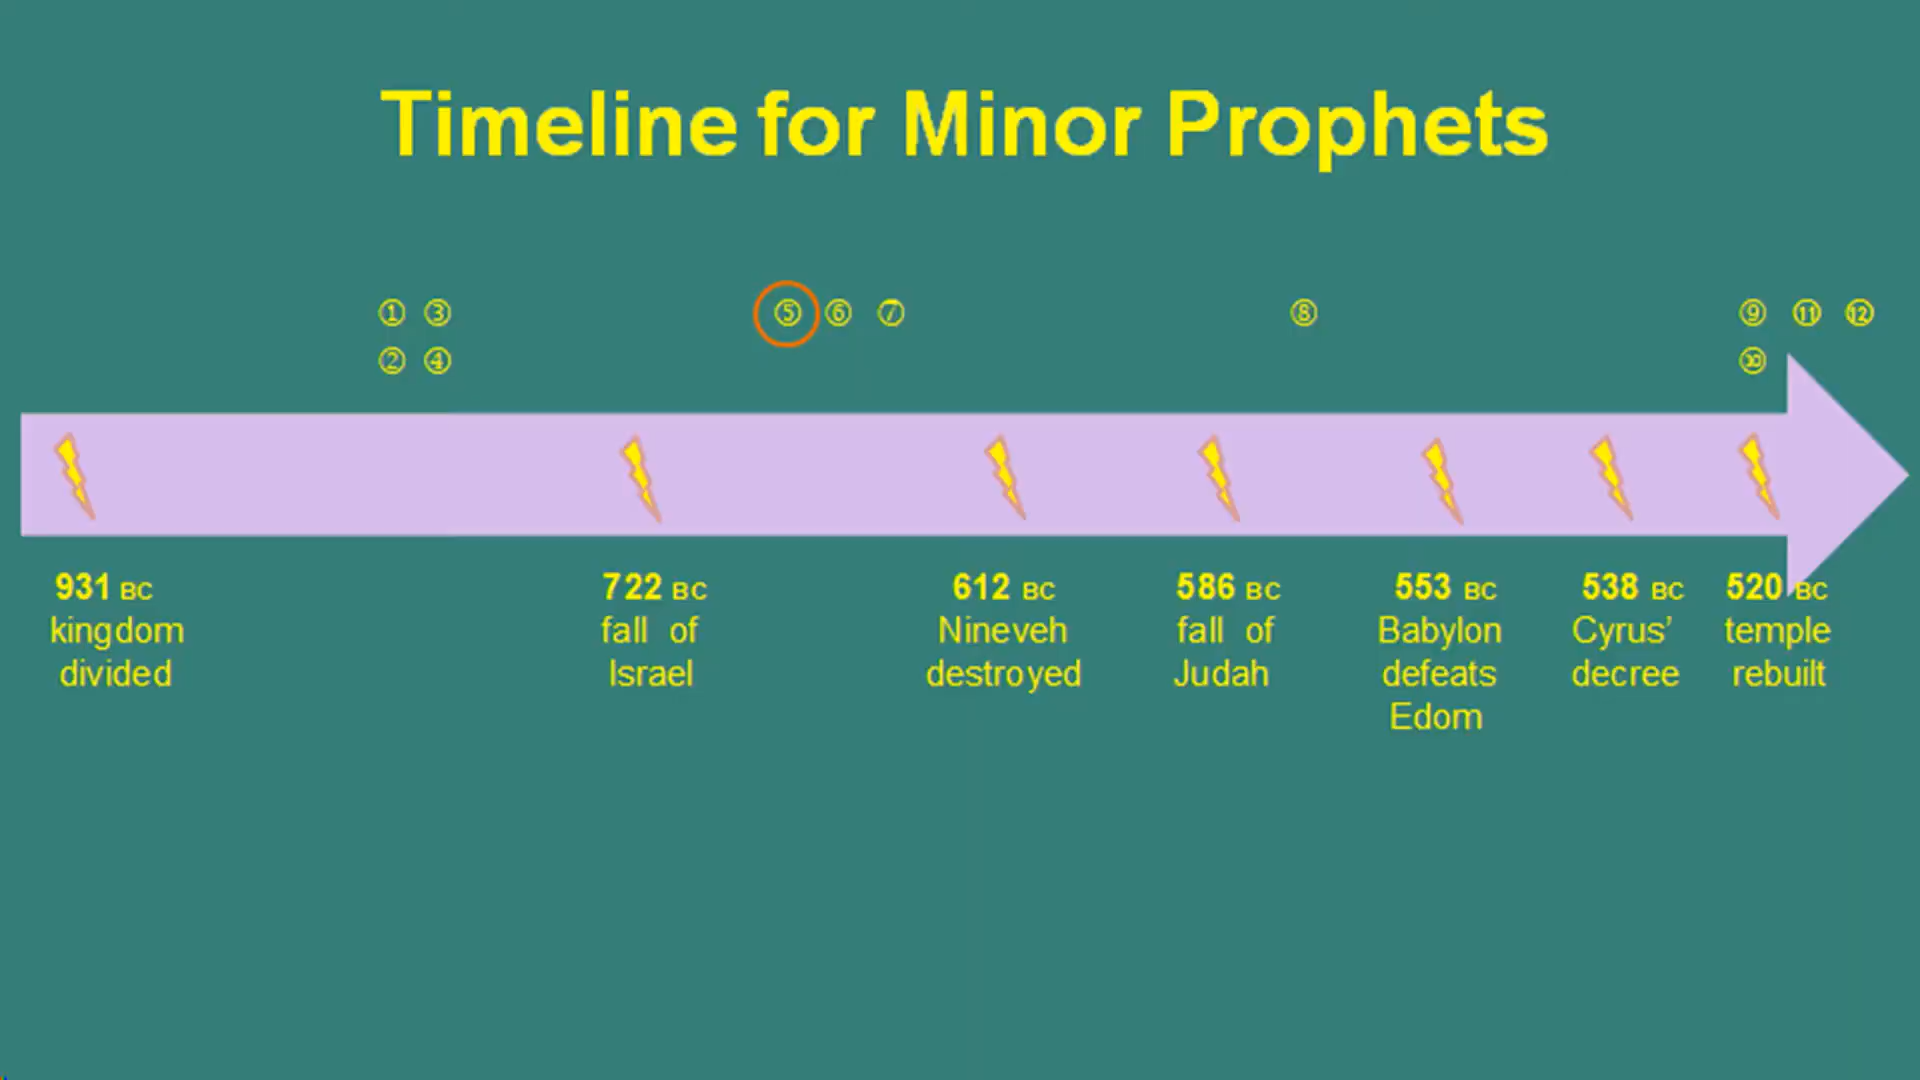 Timeline for Minor Prophets
① ③ ⑤ ⑥ ⑦ ⑧ ⑨ ⑪ ⑫
② ④ ⑩
931 BC 722 BC 612 BC 586 BC 553 BC 538 BC 520 BC
kingdom fall of Nineveh fall of Babylon Cyrus’ temple
divided Israel destroyed Judah defeats decree rebuilt
Edom